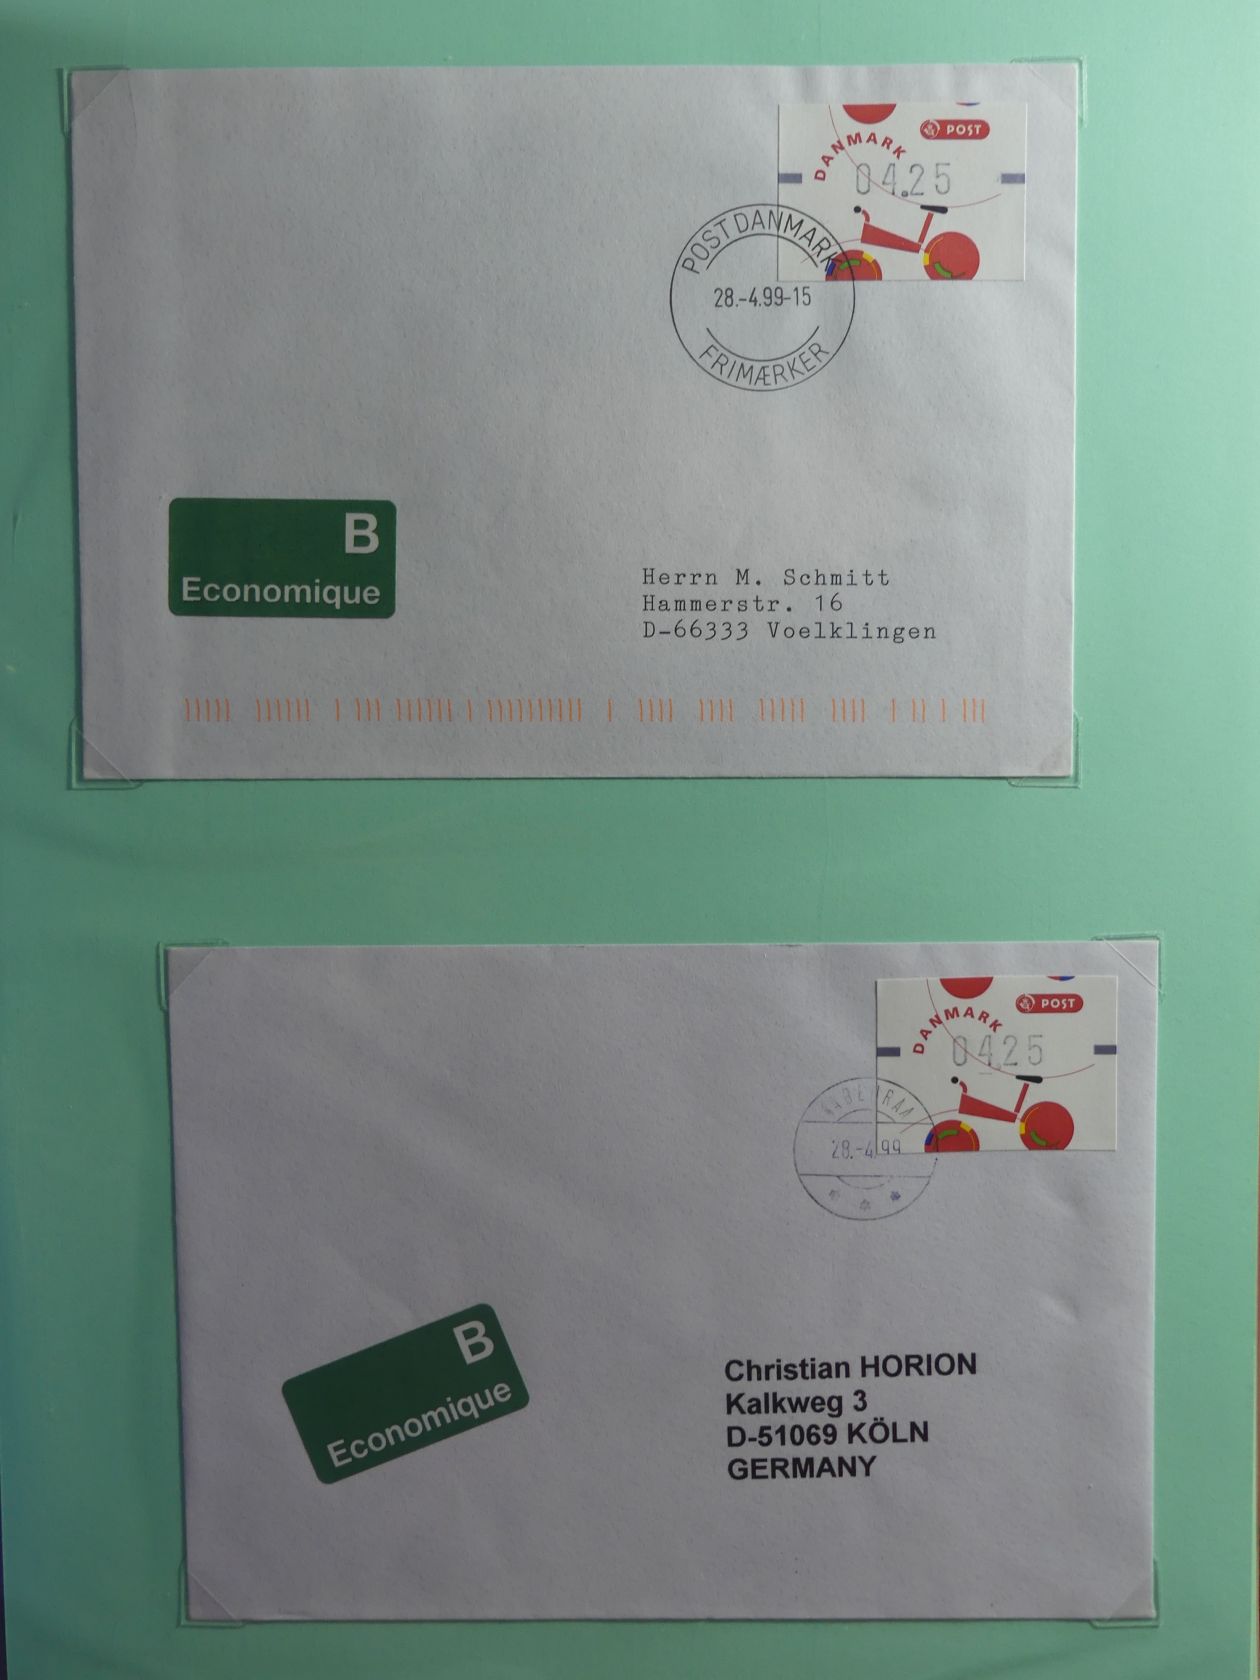 DANMARK
POST
04.25
POST DANMARK
28.-4.99-15
FRIMÆRKER
B
Economique
Herrn M. Schmitt
Hammerstr. 16
D-66333 Voelklingen
DANMARK
POST
04.25
AABENRAA
28.-4.99
B
Economique
Christian HORION
Kalkweg 3
D-51069 KÖLN
GERMANY